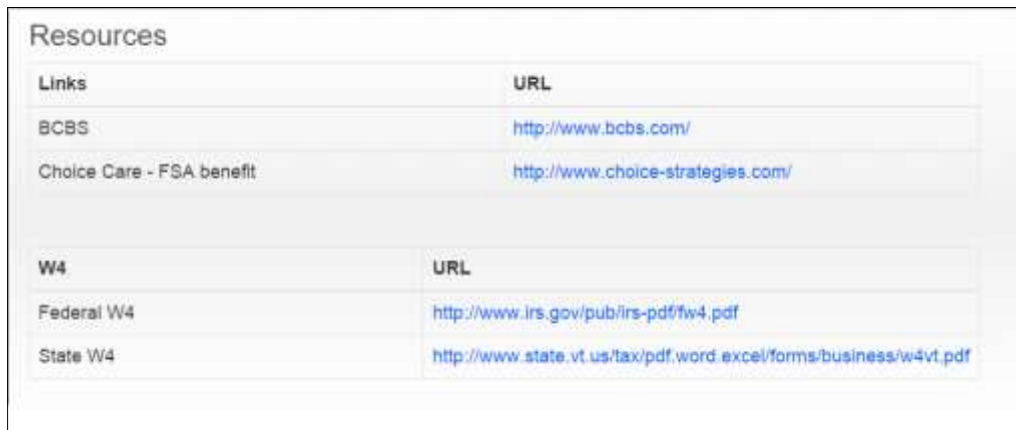 Resources
Links URL
BCBS http://www.bcbs.com/
Choice Care - FSA benefit http://www.choice-strategies.com/
W4 URL
Federal W4 http://www.irs.gov/pub/irs-pdf/fw4.pdf
State W4 http://www.state.vt.us/tax/pdf.word.excel/forms/business/w4vt.pdf